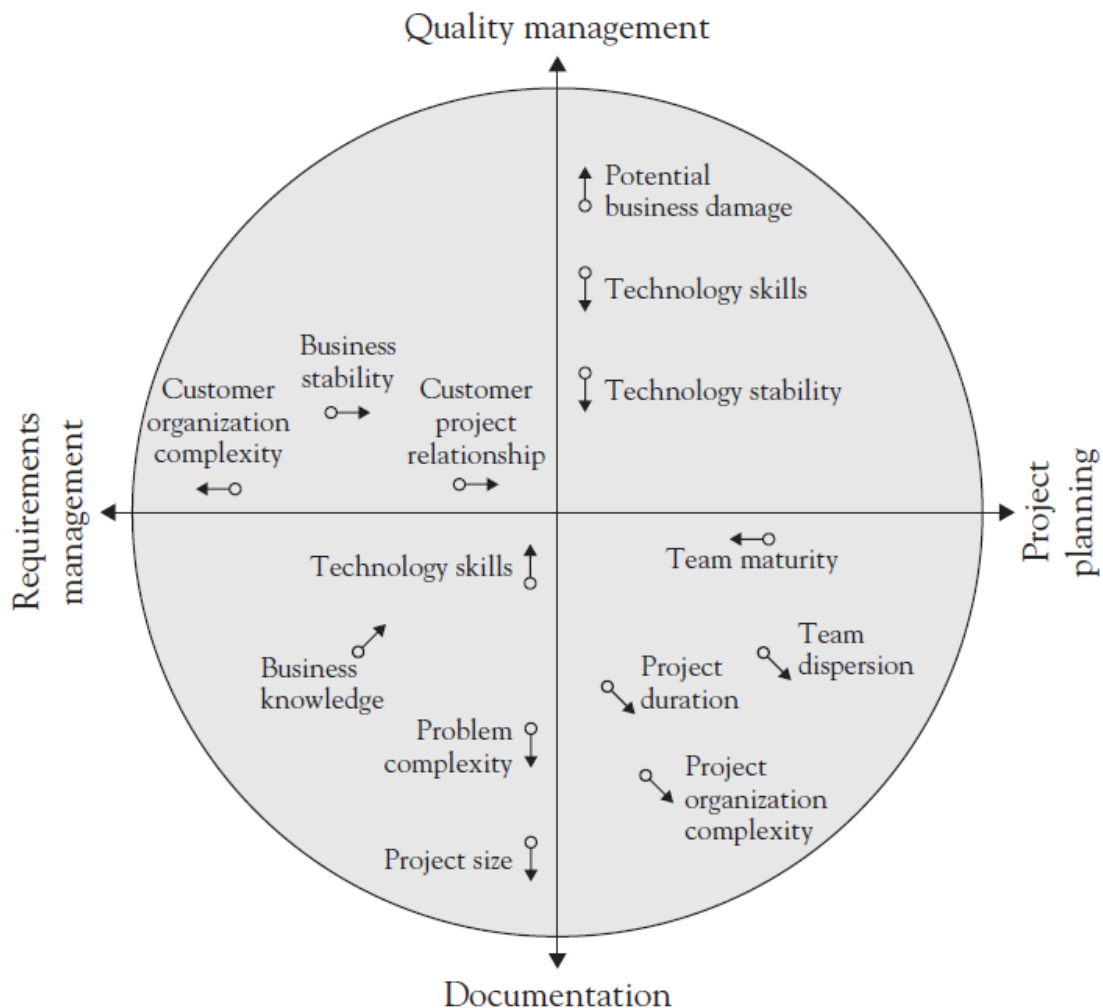 Quality management
Potential
business damage
Technology skills
Technology stability
Business
stability
Customer
organization
complexity
Customer
project
relationship
Requirements
management
Project
planning
Technology skills
Team maturity
Business
knowledge
Team
dispersion
Project
duration
Problem
complexity
Project
organization
complexity
Project size
Documentation